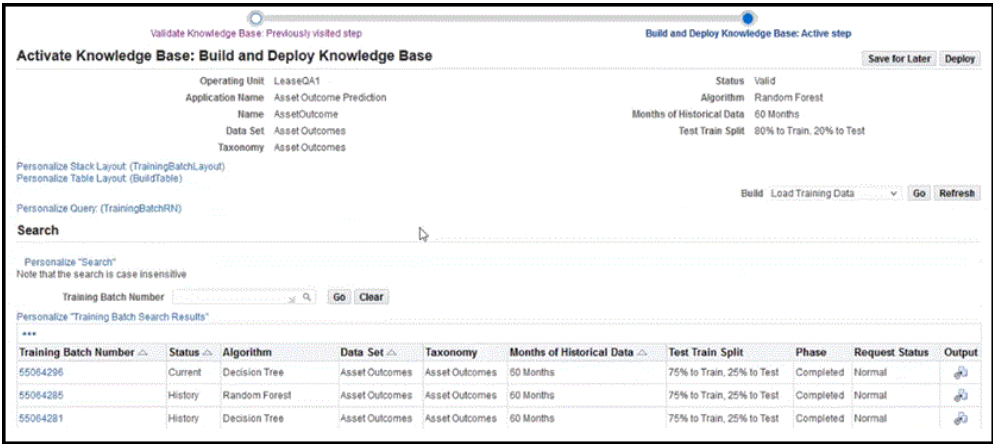 Validate Knowledge Base: Previously visited step Build and Deploy Knowledge Base: Active step
Activate Knowledge Base: Build and Deploy Knowledge Base Save for Later Deploy
Operating Unit LeaseQA1 Status Valid
Application Name Asset Outcome Prediction Algorithm Random Forest
Name AssetOutcome Months of Historical Data 60 Months
Data Set Asset Outcomes Test Train Split 80% to Train, 20% to Test
Taxonomy Asset Outcomes
Personalize Stack Layout: (TrainingBatchLayout)
Personalize Table Layout: (BuildTable)
Build Load Training Data Go Refresh
Personalize Query: (TrainingBatchRN)
Search
Personalize "Search"
Note that the search is case insensitive
Training Batch Number Go Clear
Personalize "Training Batch Search Results"
Training Batch Number Status Algorithm Data Set Taxonomy Months of Historical Data Test Train Split Phase Request Status Output
55064296 Current Decision Tree Asset Outcomes Asset Outcomes 60 Months 75% to Train, 25% to Test Completed Normal
55064285 History Random Forest Asset Outcomes Asset Outcomes 60 Months 75% to Train, 25% to Test Completed Normal
55064281 History Decision Tree Asset Outcomes Asset Outcomes 60 Months 75% to Train, 25% to Test Completed Normal